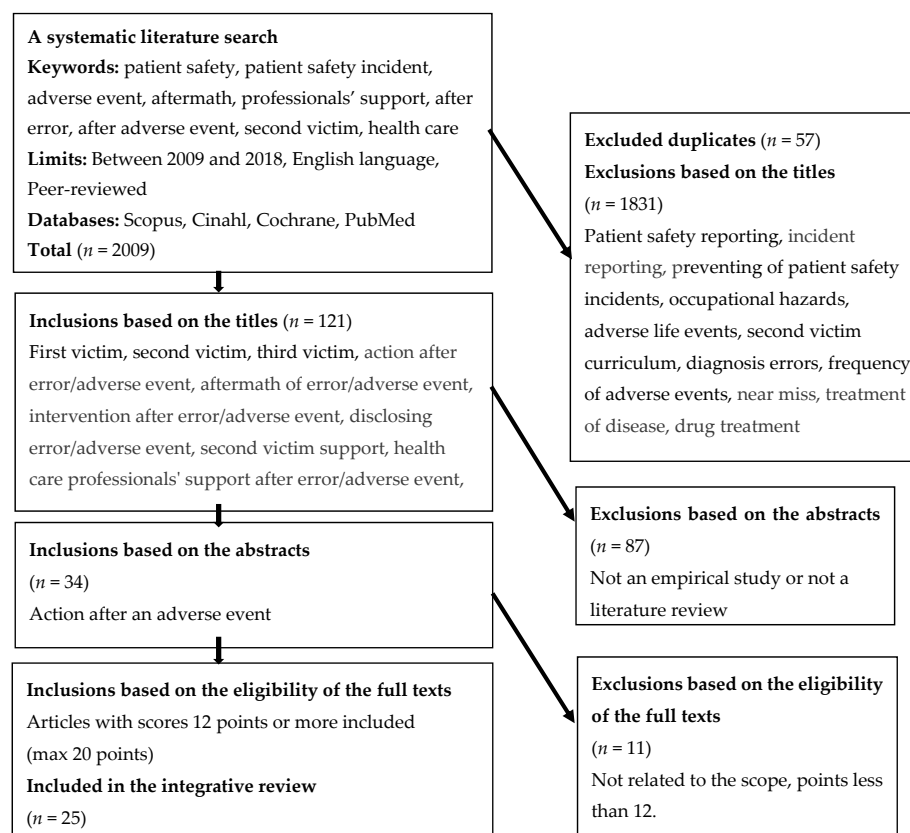 A systematic literature search
Keywords: patient safety, patient safety incident,
adverse event, aftermath, professionals’ support, after
error, after adverse event, second victim, health care
Limits: Between 2009 and 2018, English language,
Peer-reviewed
Databases: Scopus, Cinahl, Cochrane, PubMed
Total (n = 2009)
Excluded duplicates (n = 57)
Exclusions based on the titles
(n = 1831)
Patient safety reporting, incident
reporting, preventing of patient safety
incidents, occupational hazards,
adverse life events, second victim
curriculum, diagnosis errors, frequency
of adverse events, near miss, treatment
of disease, drug treatment
Inclusions based on the titles (n = 121)
First victim, second victim, third victim, action after
error/adverse event, aftermath of error/adverse event,
intervention after error/adverse event, disclosing
error/adverse event, second victim support, health
care professionals' support after error/adverse event,
Exclusions based on the abstracts
(n = 87)
Not an empirical study or not a
literature review
Inclusions based on the abstracts
(n = 34)
Action after an adverse event
Exclusions based on the eligibility
of the full texts
(n = 11)
Not related to the scope, points less
than 12.
Inclusions based on the eligibility of the full texts
Articles with scores 12 points or more included
(max 20 points)
Included in the integrative review
(n = 25)